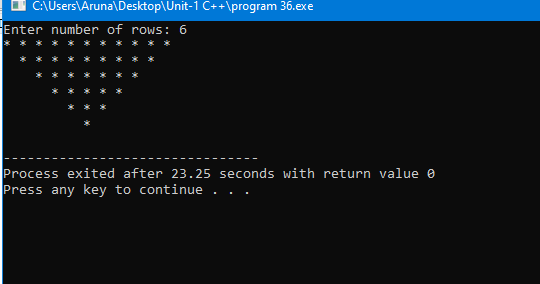 C:\Users\Aruna\Desktop\Unit-1 C++\program 36.exe
Enter number of rows: 6
* * * * * * * * * * *
  * * * * * * * * *
    * * * * * * *
      * * * * *
        * * *
          *

--------------------------------
Process exited after 23.25 seconds with return value 0
Press any key to continue . . .